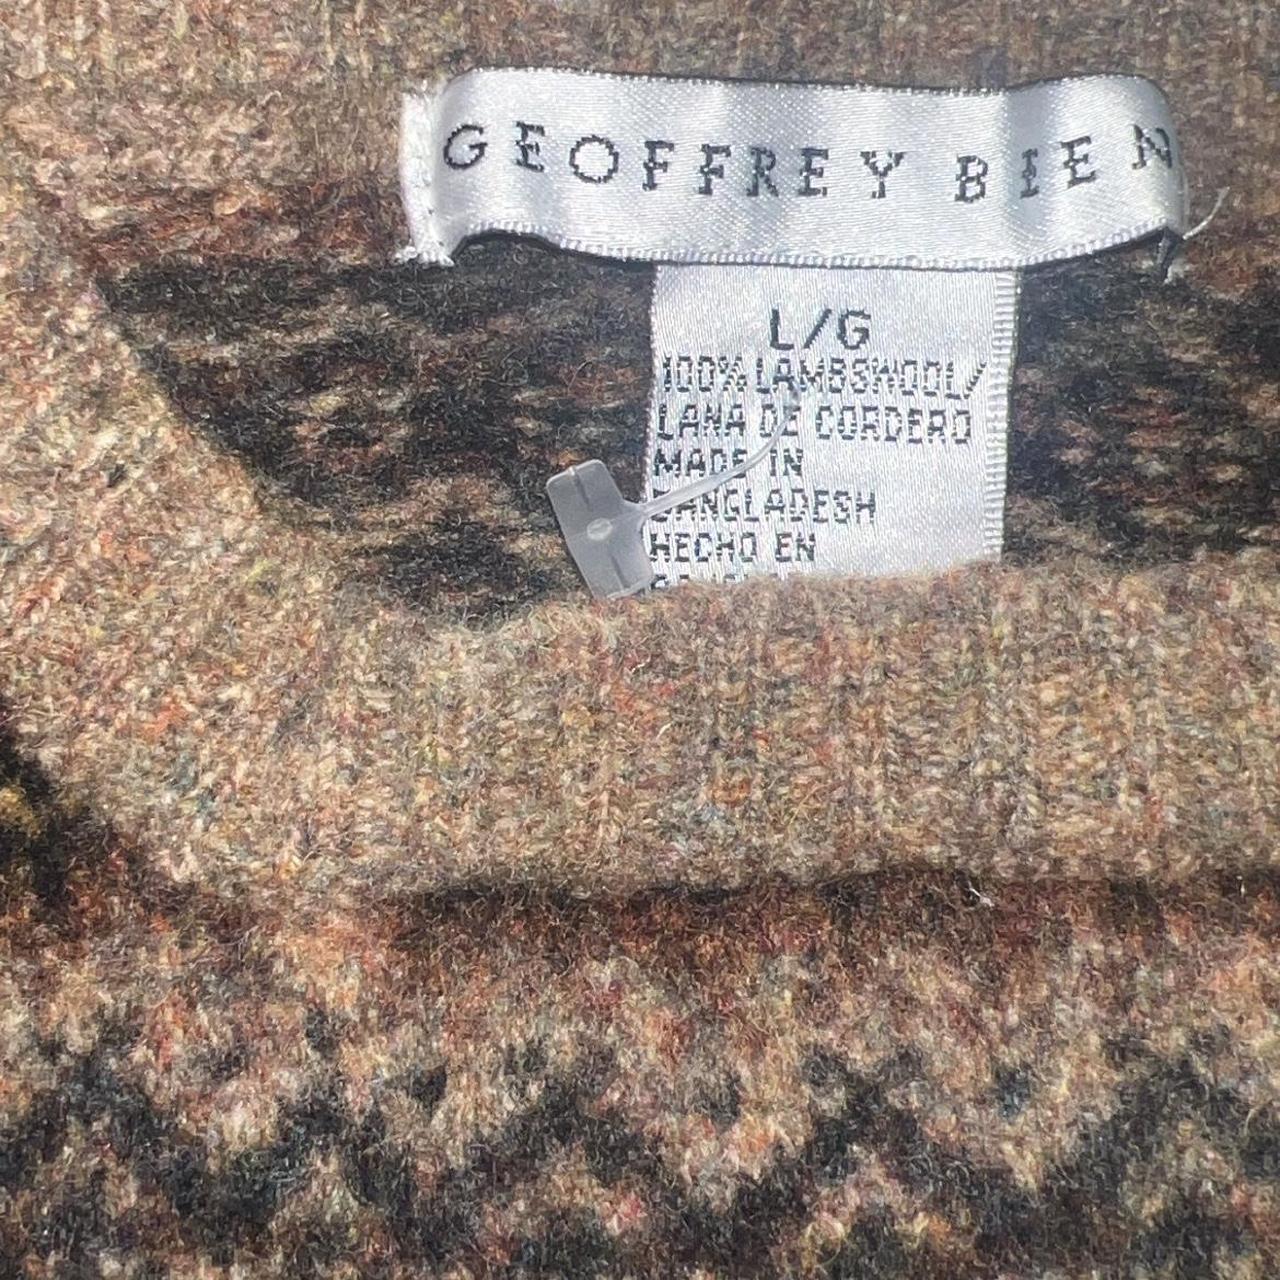 GEOFFREY BIEN
L/G
100% LAMBSWOOL/
LANA DE CORDERO
MADE IN
BANGLADESH
HECHO EN